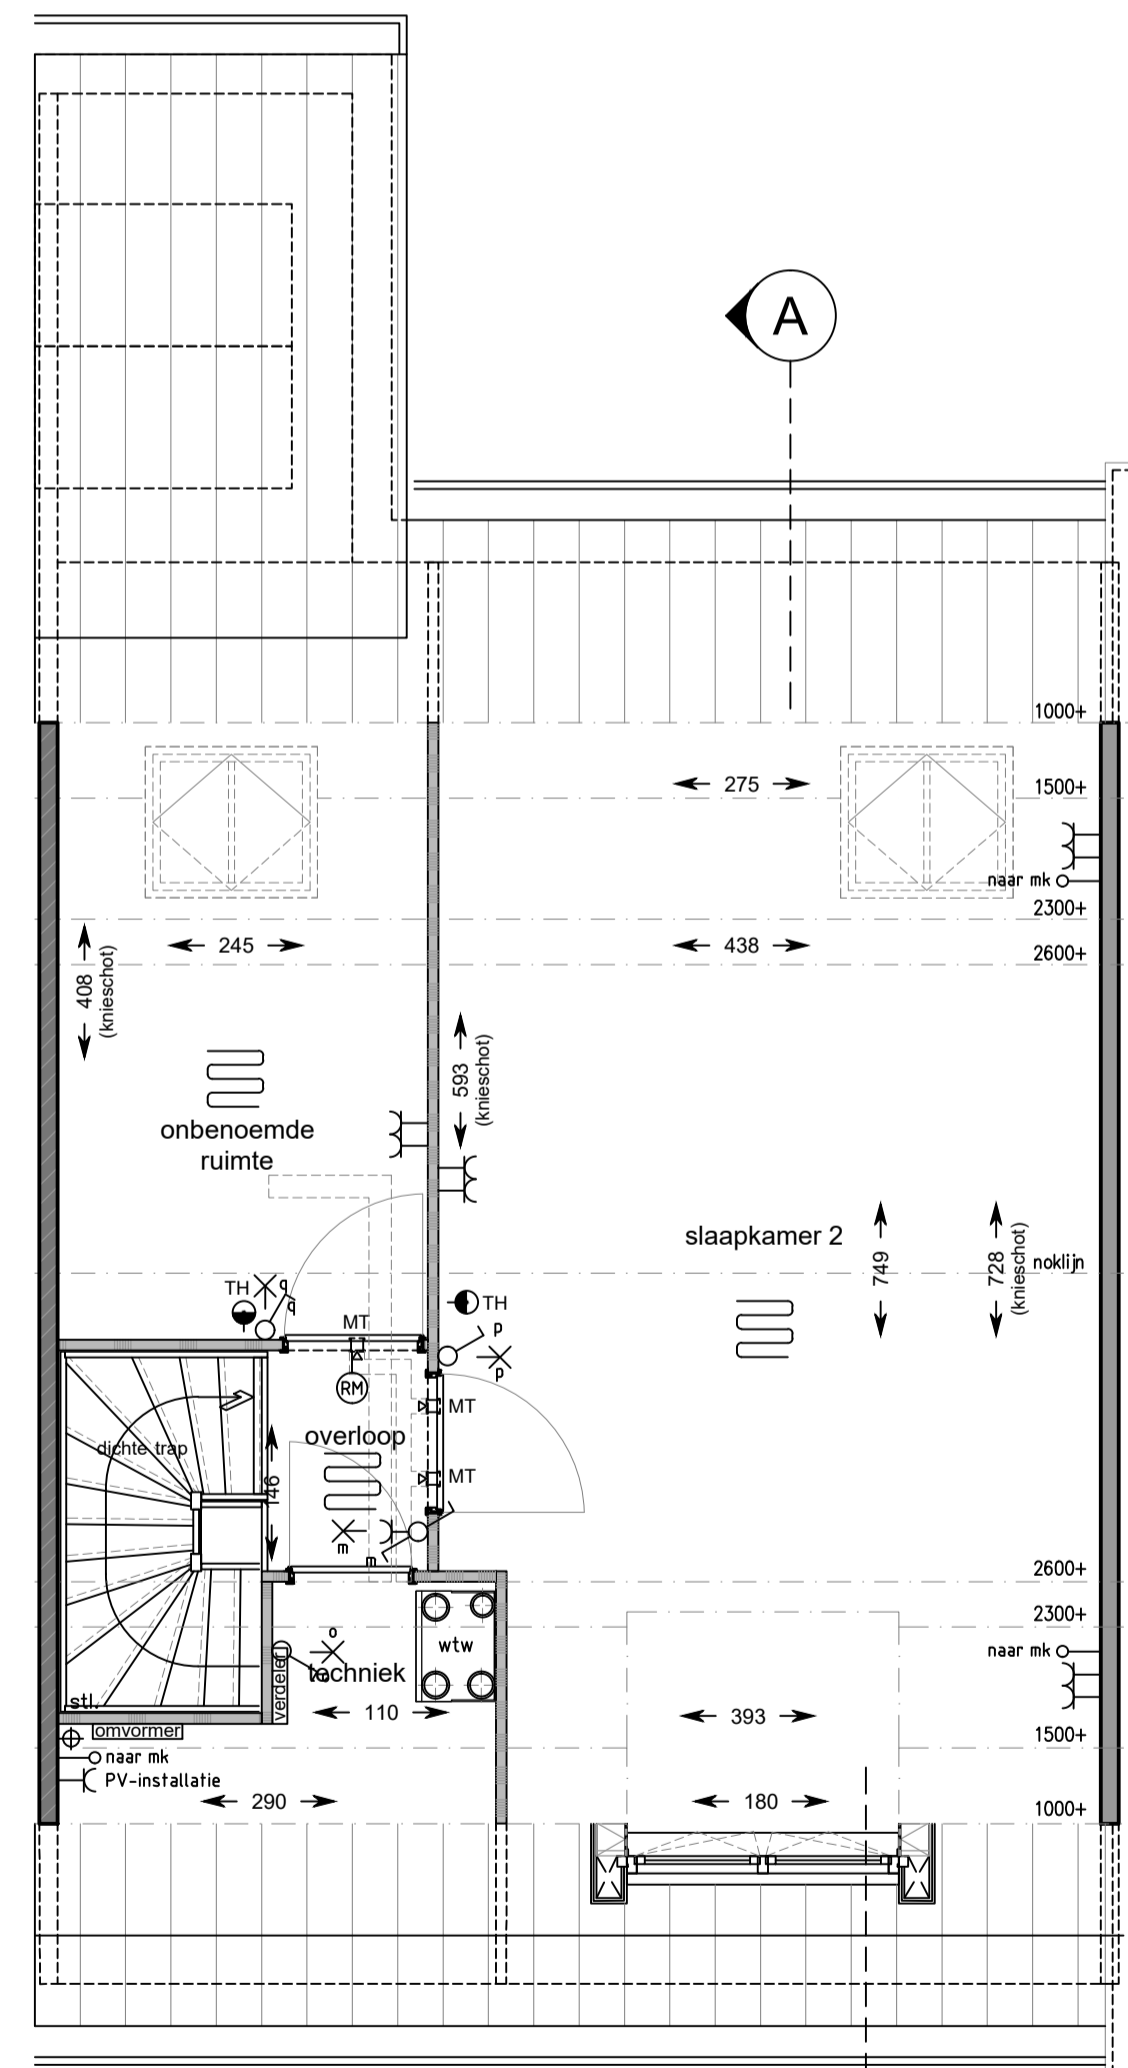 A
1000+
275
1500+
naar mk
2300+
245
438
2600+
408
(knieschot)
593
(knieschot)
onbenoemde
ruimte
slaapkamer 2
749
728
(knieschot)
noklijn
TH
q
q
TH
MT
p
p
RM
MT
overloop
dichte trap
146
MT
m
m
2600+
2300+
o
wtw
naar mk
techniek
verdeler
stl.
110
393
omvormer
1500+
naar mk
PV-installatie
290
180
1000+